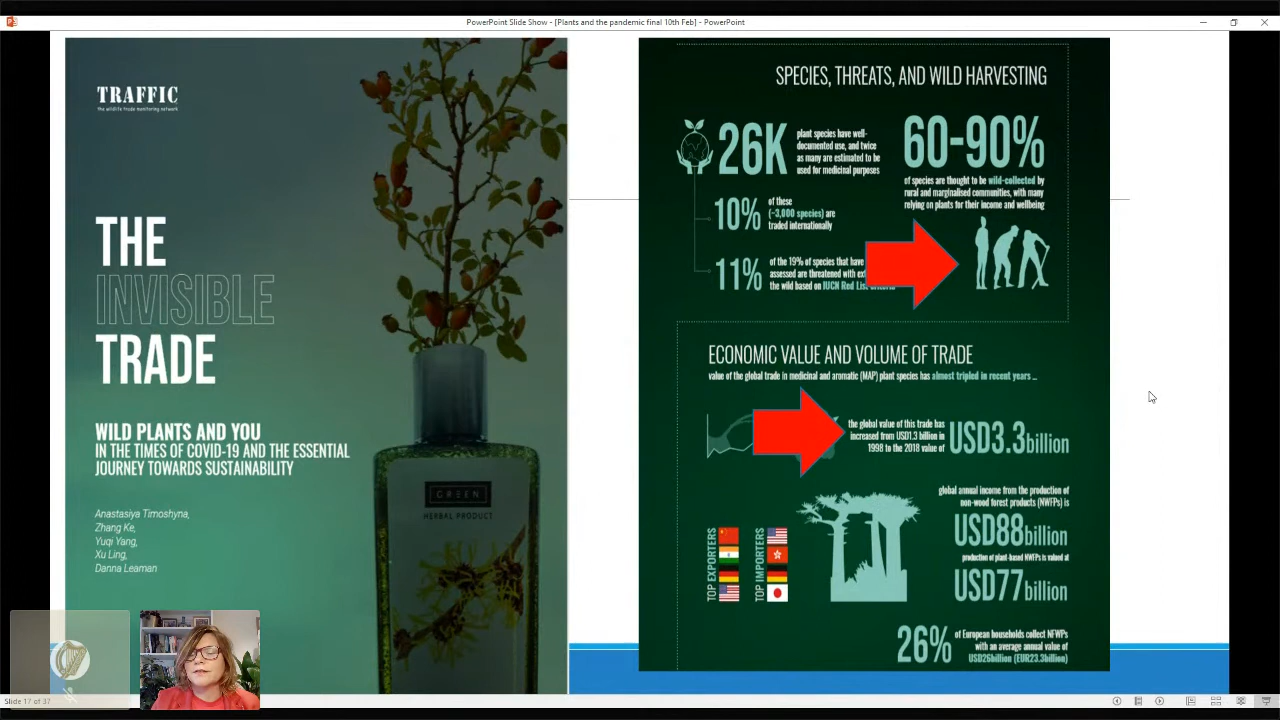 PowerPoint Slide Show - [Plants and the pandemic final 10th Feb] - PowerPoint
TRAFFIC
the wildlife trade monitoring network
THE
INVISIBLE
TRADE
WILD PLANTS AND YOU
IN THE TIMES OF COVID-19 AND THE ESSENTIAL
JOURNEY TOWARDS SUSTAINABILITY
Anastasiya Timoshyna,
Zhang Ke,
Yuqi Yang,
Xu Ling,
Danna Leaman
GREEN
HERBAL PRODUCT
SPECIES, THREATS, AND WILD HARVESTING
26K
plant species have well-
documented use, and twice
as many are estimated to be
used for medicinal purposes
10%
of these
(~3,000 species) are
traded internationally
11%
of the 19% of species that have
assessed are threatened with
the wild based on IUCN Red List
60-90%
of species are thought to be wild-collected by
rural and marginalised communities, with many
relying on plants for their income and wellbeing
ECONOMIC VALUE AND VOLUME OF TRADE
value of the global trade in medicinal and aromatic (MAP) plant species has almost tripled in recent years ...
the global value of this trade has
increased from USD1.3 billion in
1998 to the 2018 value of
USD3.3billion
global annual income from the production of
non-wood forest products (NWFPs) is
USD88billion
production of plant-based NWFPs is valued at
USD77billion
TOP EXPORTERS
TOP IMPORTERS
26%
of European households collect NFWPs
with an average annual value of
USD26billion (EUR23.3billion)
Slide 17 of 37